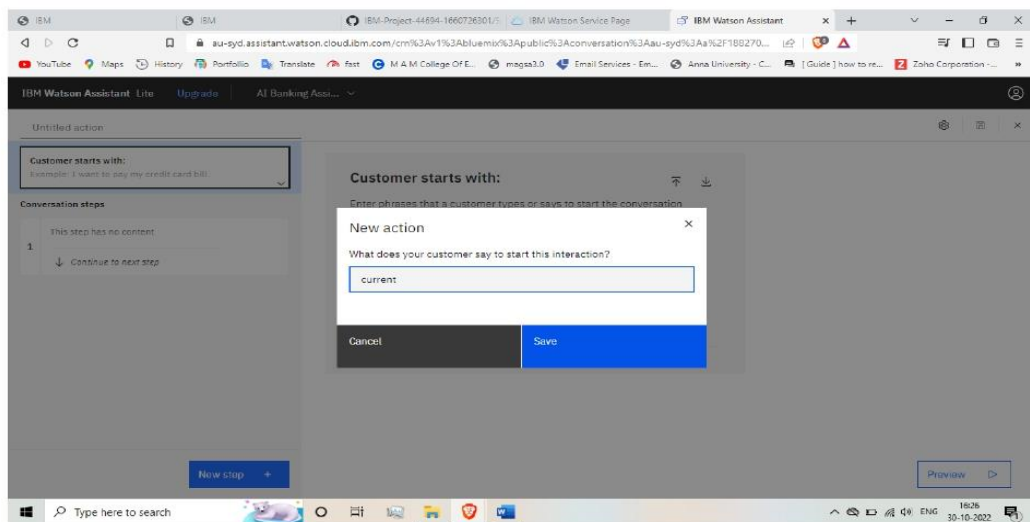 IBM
IBM
IBM-Project-44694-1660726301/
IBM Watson Service Page
IBM Watson Assistant
au-syd.assistant.watson.cloud.ibm.com/crn%3Av1%3Abluemix%3Apublic%3Aconversation%3Aau-syd%3Aa%2F188270...
YouTube Maps History Portfollio Translate fast M A M College Of E... magsa3.0 Email Services - Em... Anna University - C... [Guide ] how to re... Zoho Corporation -...
IBM Watson Assistant Lite Upgrade AI Banking Assi...
Untitled action
Customer starts with:
Example: I want to pay my credit card bill.
Conversation steps
1
This step has no content
Continue to next step
New step +
Customer starts with:
Enter phrases that a customer types or says to start the conversation
New action
What does your customer say to start this interaction?
current
Cancel
Save
Preview
Type here to search
ENG
16:26
30-10-2022